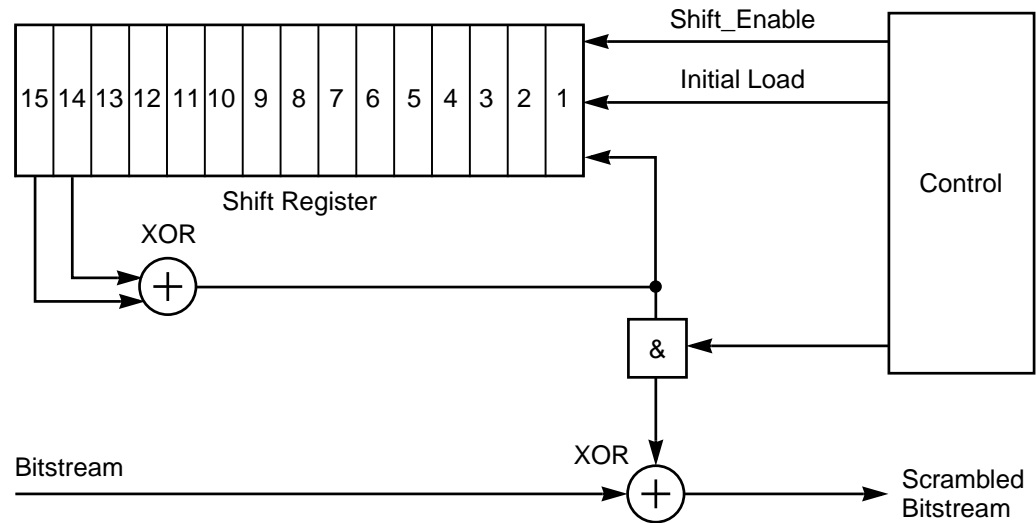 Shift_Enable
Initial Load
15 14 13 12 11 10 9 8 7 6 5 4 3 2 1
Control
Shift Register
XOR
&
Bitstream
XOR
Scrambled
Bitstream